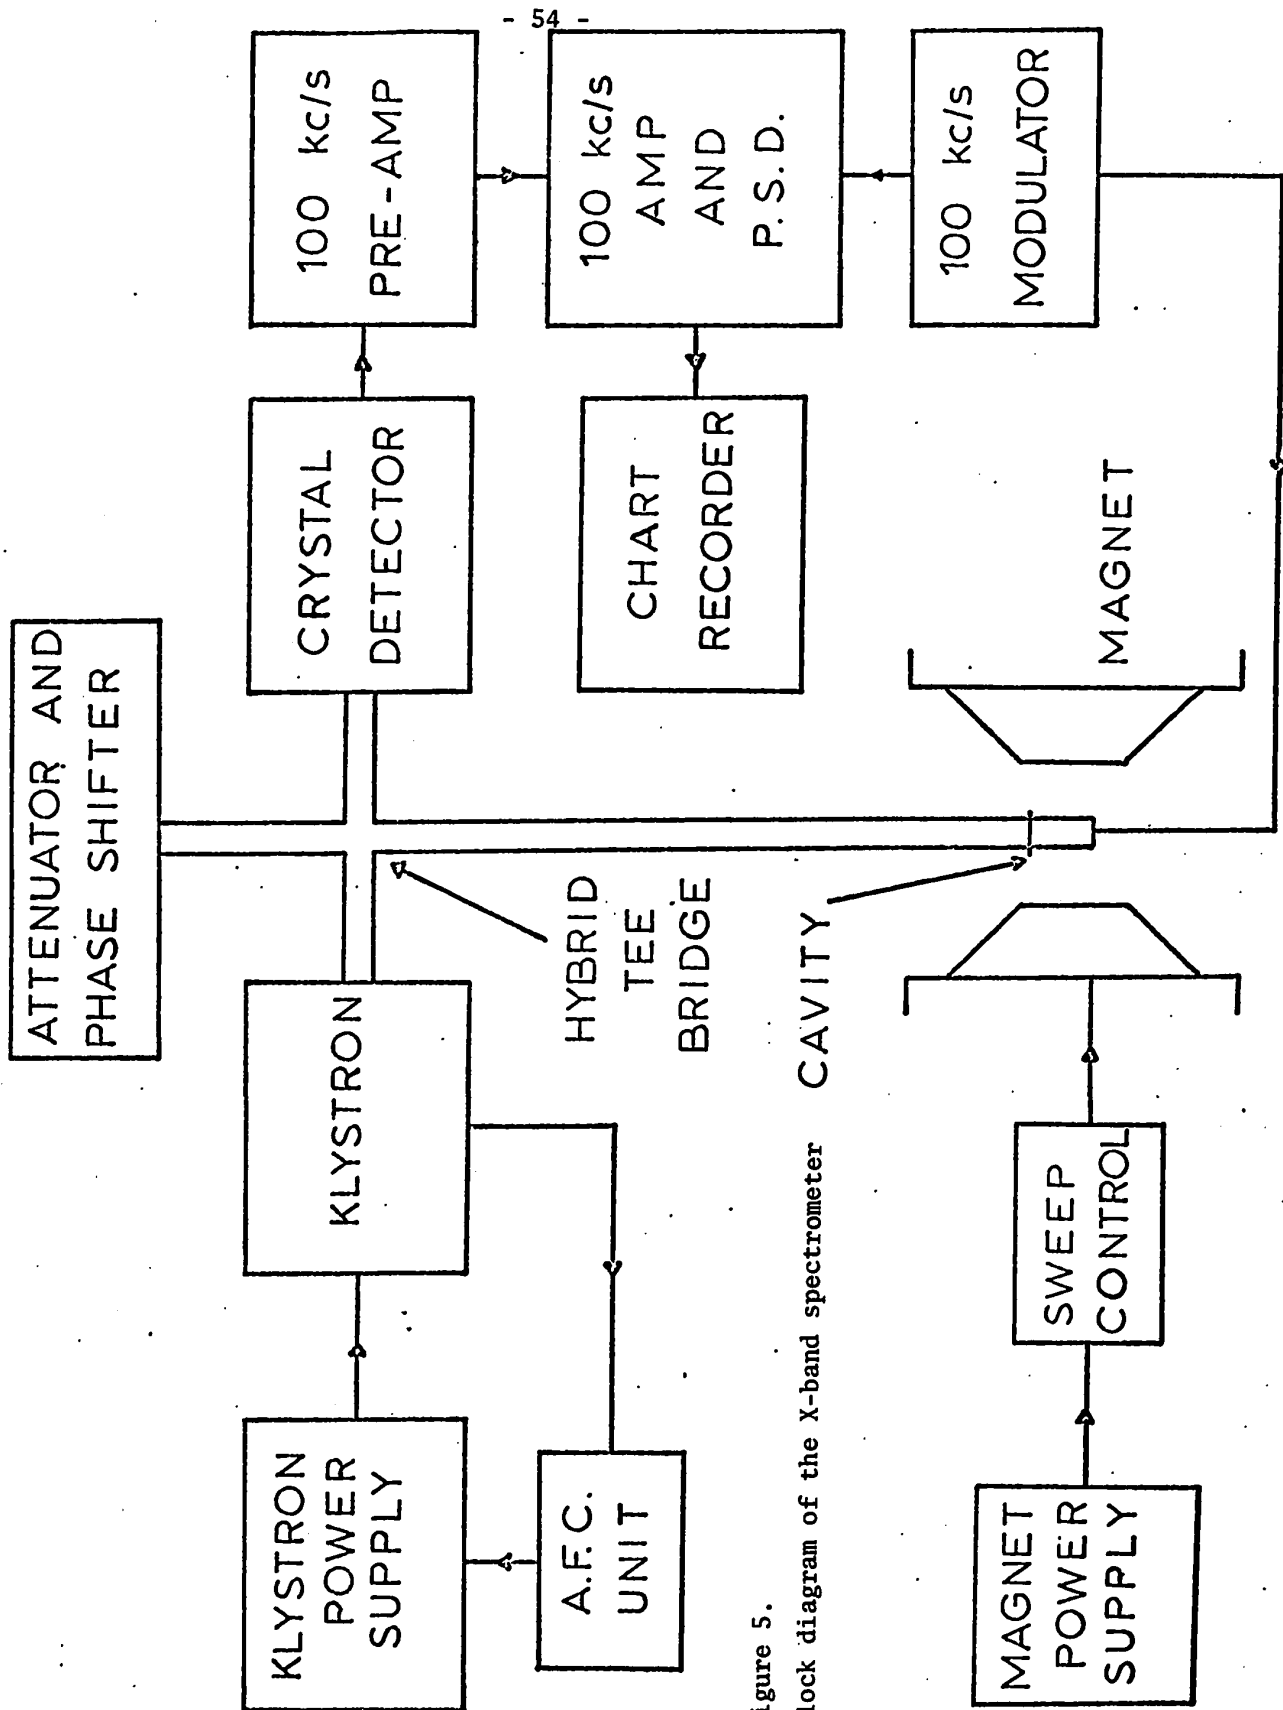 - 54 -
ATTENUATOR AND
PHASE SHIFTER
KLYSTRON
POWER
SUPPLY
KLYSTRON
CRYSTAL
DETECTOR
100 kc/s
PRE-AMP
A.F.C.
UNIT
HYBRID
TEE
BRIDGE
CHART
RECORDER
100 kc/s
AMP
AND
P.S.D.
CAVITY
MAGNET
POWER
SUPPLY
SWEEP
CONTROL
MAGNET
100 kc/s
MODULATOR
igure 5.
lock diagram of the X-band spectrometer